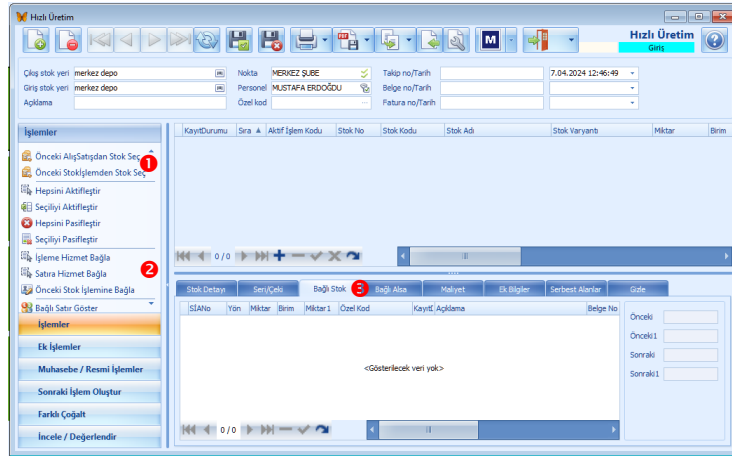 Hızlı Üretim
M
Hızlı Üretim
Giriş
Çıkış stok yeri merkez depo Nokta MERKEZ ŞUBE Takip no/Tarih 7.04.2024 12:46:49
Giriş stok yeri merkez depo Personel MUSTAFA ERDOĞDU Belge no/Tarih
Açıklama Özel kod Fatura no/Tarih
İşlemler
KayıtDurumu Sıra Aktif İşlem Kodu Stok No Stok Kodu Stok Adı Stok Varyantı Miktar Birim
Önceki AlışSatışdan Stok Seç
1
Önceki Stokİşlemden Stok Seç
Hepsini Aktifleştir
Seçiliyi Aktifleştir
Hepsini Pasifleştir
Seçiliyi Pasifleştir
İşleme Hizmet Bağla
0/0
Satıra Hizmet Bağla
2
Önceki Stok İşlemine Bağla
Bağlı Satır Göster
Stok Detayı Seri/Çeki Bağlı Stok 3 Bağlı Alsa Maliyet Ek Bilgiler Serbest Alanlar Gizle
SİANo Yön Miktar Birim Miktar1 Özel Kod Kayıt Açıklama Belge No
Önceki
Önceki1
Sonraki
Sonraki1
<Gösterilecek veri yok>
0/0
İşlemler
Ek İşlemler
Muhasebe / Resmi İşlemler
Sonraki İşlem Oluştur
Farklı Çoğalt
İncele / Değerlendir